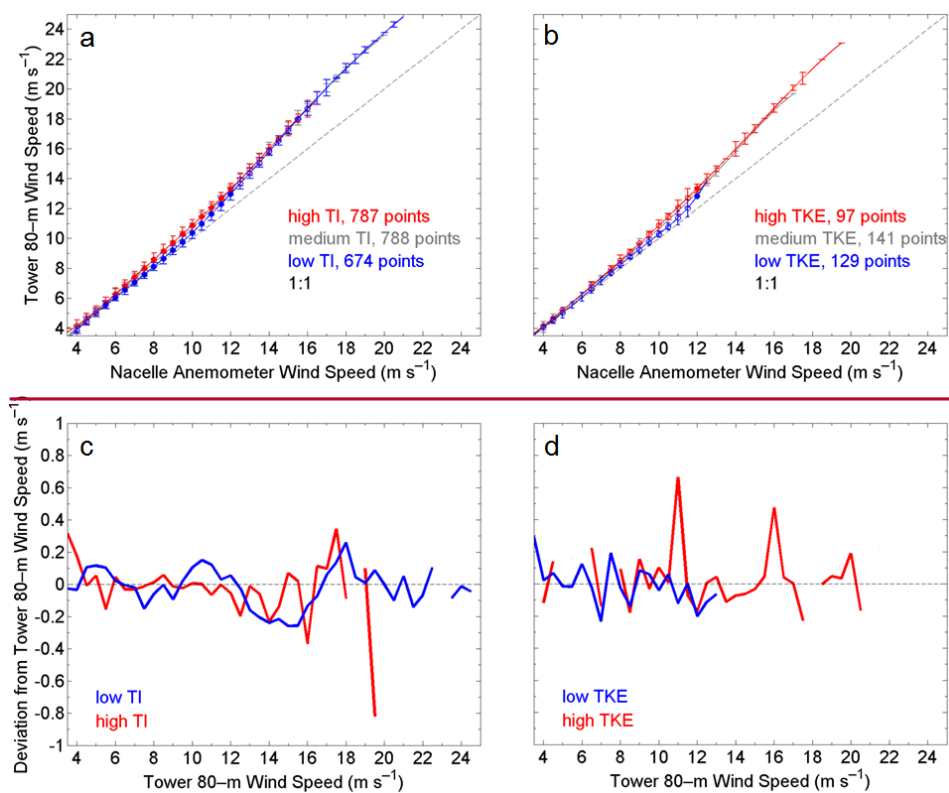 a
24
22
20
18
16
14
12
10
8
6
4
Tower 80–m Wind Speed (m s−1)
high TI, 787 points
medium TI, 788 points
low TI, 674 points
1:1
4 6 8 10 12 14 16 18 20 22 24
Nacelle Anemometer Wind Speed (m s−1)
b
high TKE, 97 points
medium TKE, 141 points
low TKE, 129 points
1:1
4 6 8 10 12 14 16 18 20 22 24
Nacelle Anemometer Wind Speed (m s−1)
c
1
0.8
0.6
0.4
0.2
0
-0.2
-0.4
-0.6
-0.8
-1
Deviation from Tower 80–m Wind Speed (m s−1)
low TI
high TI
4 6 8 10 12 14 16 18 20 22 24
Tower 80–m Wind Speed (m s−1)
d
low TKE
high TKE
4 6 8 10 12 14 16 18 20 22 24
Tower 80–m Wind Speed (m s−1)